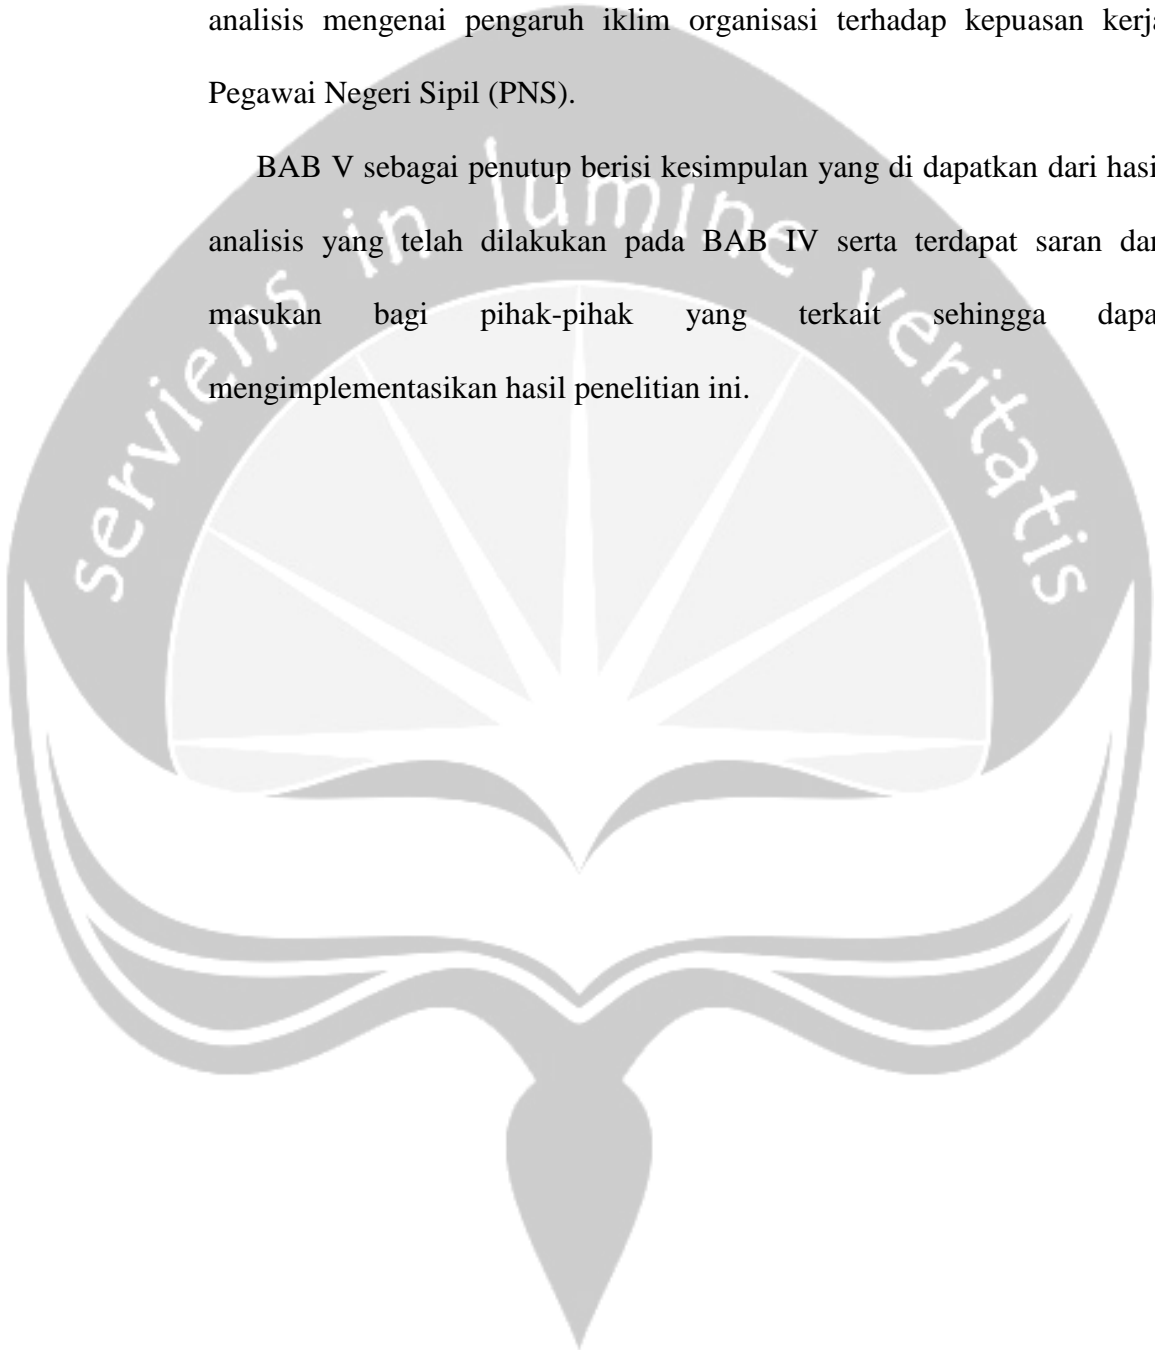 analisis mengenai pengaruh iklim organisasi terhadap kepuasan kerja
Pegawai Negeri Sipil (PNS).
BAB V sebagai penutup berisi kesimpulan yang di dapatkan dari hasi
analisis yang telah dilakukan pada BAB IV serta terdapat saran dan
masukan bagi pihak-pihak yang terkait sehingga dapa
mengimplementasikan hasil penelitian ini.
serviens in lumine veritatis